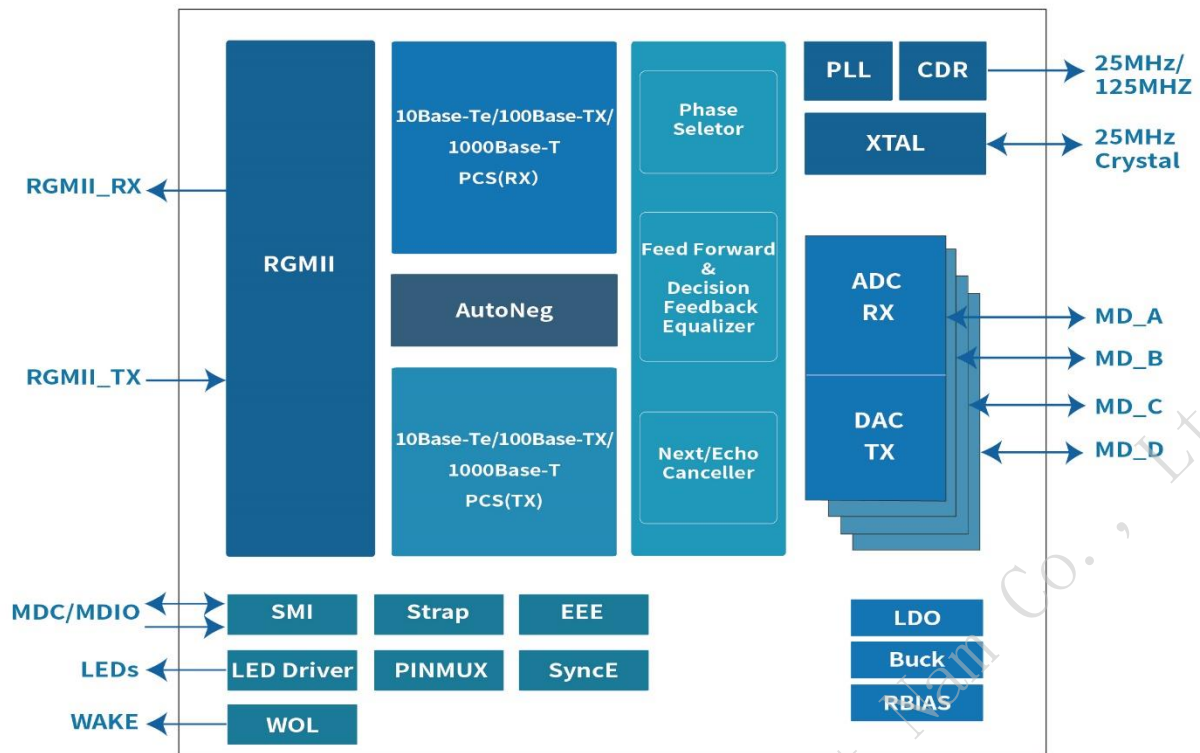 RGMII_RX
RGMII_TX
RGMII
10Base-Te/100Base-TX/
1000Base-T
PCS(RX)
AutoNeg
10Base-Te/100Base-TX/
1000Base-T
PCS(TX)
Phase
Seletor
Feed Forward
&
Decision
Feedback
Equalizer
Next/Echo
Canceller
PLL
CDR
25MHz/
125MHZ
XTAL
25MHz
Crystal
ADC
RX
DAC
TX
MD_A
MD_B
MD_C
MD_D
MDC/MDIO
SMI
Strap
EEE
LEDs
LED Driver
PINMUX
SyncE
WAKE
WOL
LDO
Buck
RBIAS
Nam Co. ,